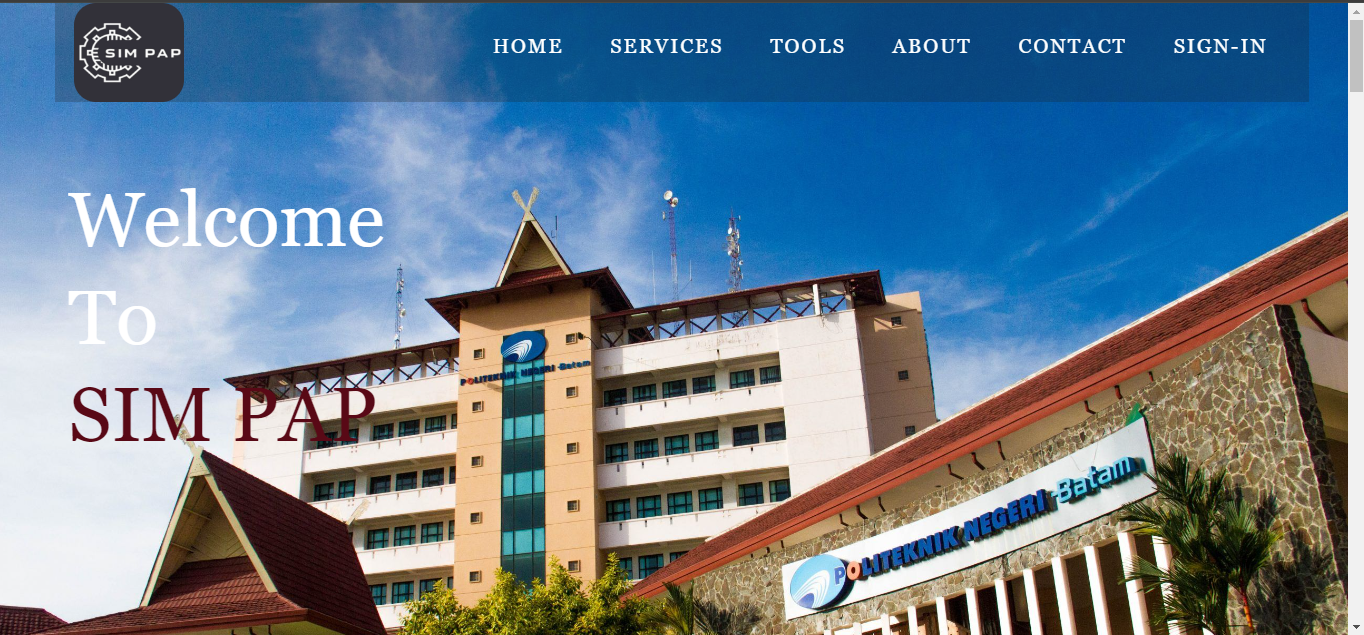 SIM PAP
HOME
SERVICES
TOOLS
ABOUT
CONTACT
SIGN-IN
Welcome
To
SIM PAP
POLITEKNIK NEGERI Batam
POLITEKNIK NEGERI Batam